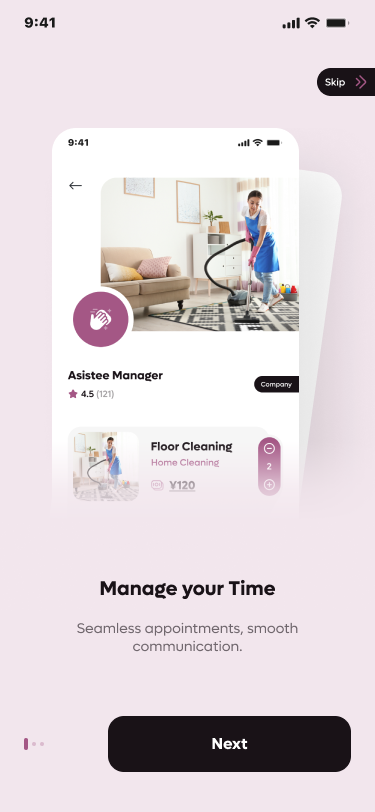 9:41
Skip
9:41
Asistee Manager
4.5 (121)
Company
Floor Cleaning
Home Cleaning
2
¥120
Manage your Time
Seamless appointments, smooth
communication.
Next